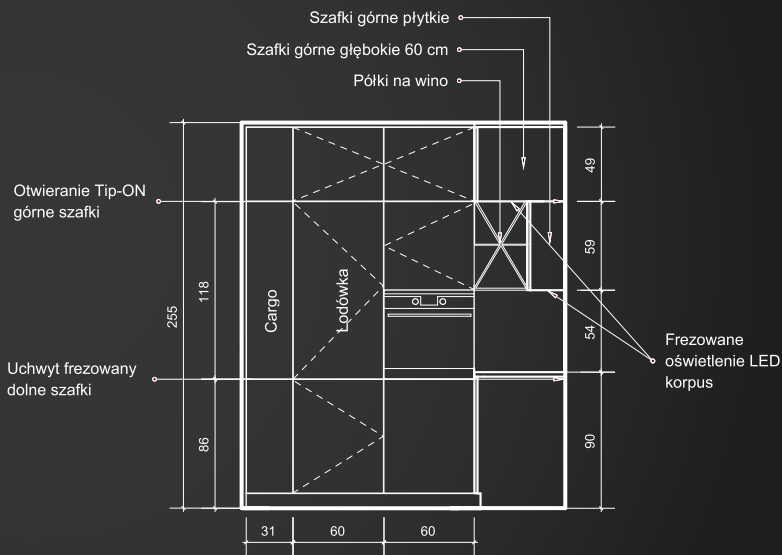 Szafki górne płytkie
Szafki górne głębokie 60 cm
Półki na wino
Otwieranie Tip-ON
górne szafki
Uchwyt frezowany
dolne szafki
255
118
86
Cargo
Lodówka
49
59
54
90
Frezowane
oświetlenie LED
korpus
31
60
60